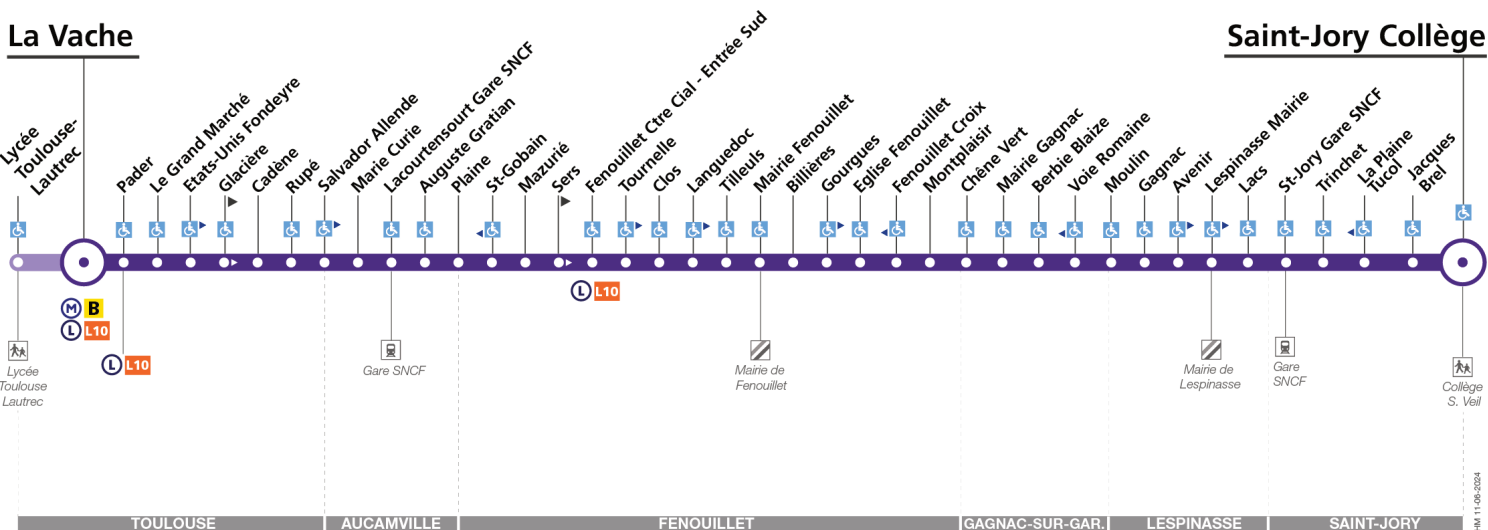 La Vache
Saint-Jory Collège
Lycée
Toulouse-
Lautrec
Pader
Le Grand Marché
Etats-Unis Fondeyre
Glacière
Cadène
Rupé
Salvador Allende
Marie Curie
Lacourtensourt Gare SNCF
Auguste Gratian
Plaine
St-Gobain
Mazurié
Sers
Fenouillet Ctre Cial - Entrée Sud
Tournelle
Clos
Languedoc
Tilleuls
Mairie Fenouillet
Billières
Gourgues
Eglise Fenouillet
Fenouillet Croix
Montplaisir
Chêne Vert
Mairie Gagnac
Berbie Blaize
Voie Romaine
Moulin
Gagnac
Avenir
Lespinasse Mairie
Lacs
St-Jory Gare SNCF
Trinchet
La Plaine
Tucol
Jacques
Brel
M B
L L10
L L10
L L10
Lycée
Toulouse
Lautrec
Gare SNCF
Mairie de
Fenouillet
Mairie de
Lespinasse
Gare
SNCF
Collège
S. Veil
TOULOUSE
AUCAMVILLE
FENOUILLET
GAGNAC-SUR-GAR.
LESPINASSE
SAINT-JORY
HM 11-06-2024